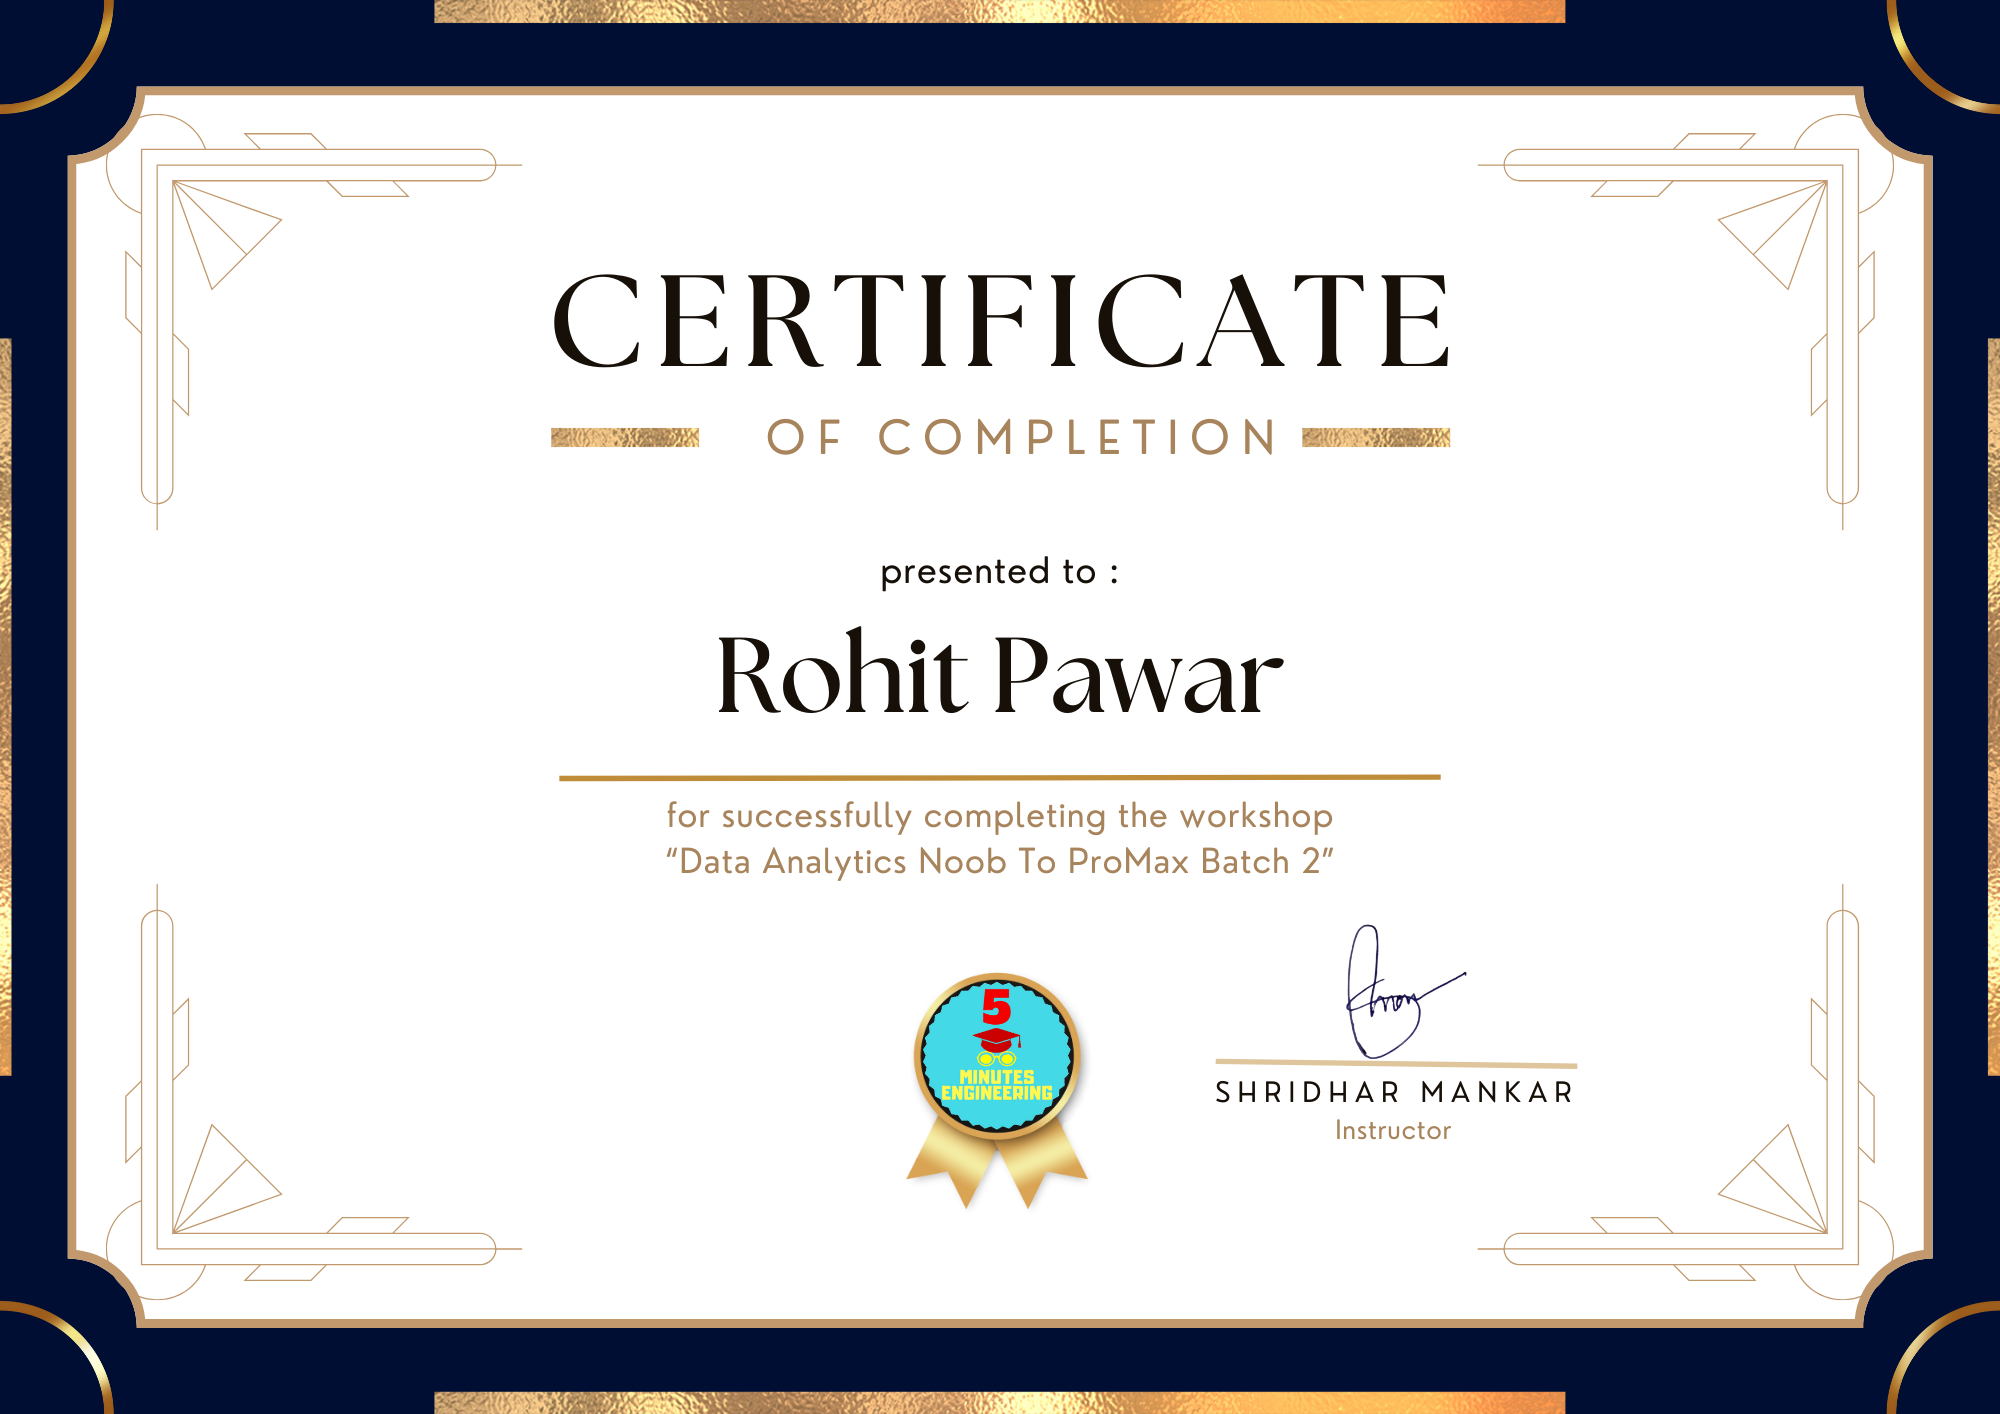 CERTIFICATE
OF COMPLETION
presented to :
Rohit Pawar
for successfully completing the workshop
“Data Analytics Noob To ProMax Batch 2”
5
MINUTES
ENGINEERING
SHRIDHAR MANKAR
Instructor